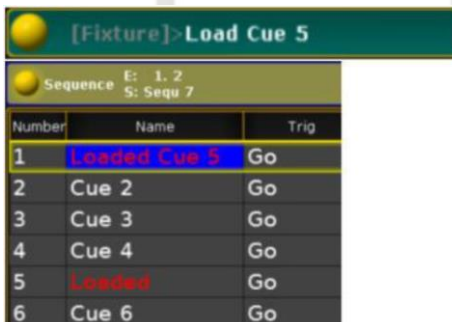 [Fixture]>Load Cue 5
Sequence E: 1. 2
S: Sequ 7
Number Name Trig
1 Loaded Cue 5 Go
2 Cue 2 Go
3 Cue 3 Go
4 Cue 4 Go
5 Loaded Go
6 Cue 6 Go